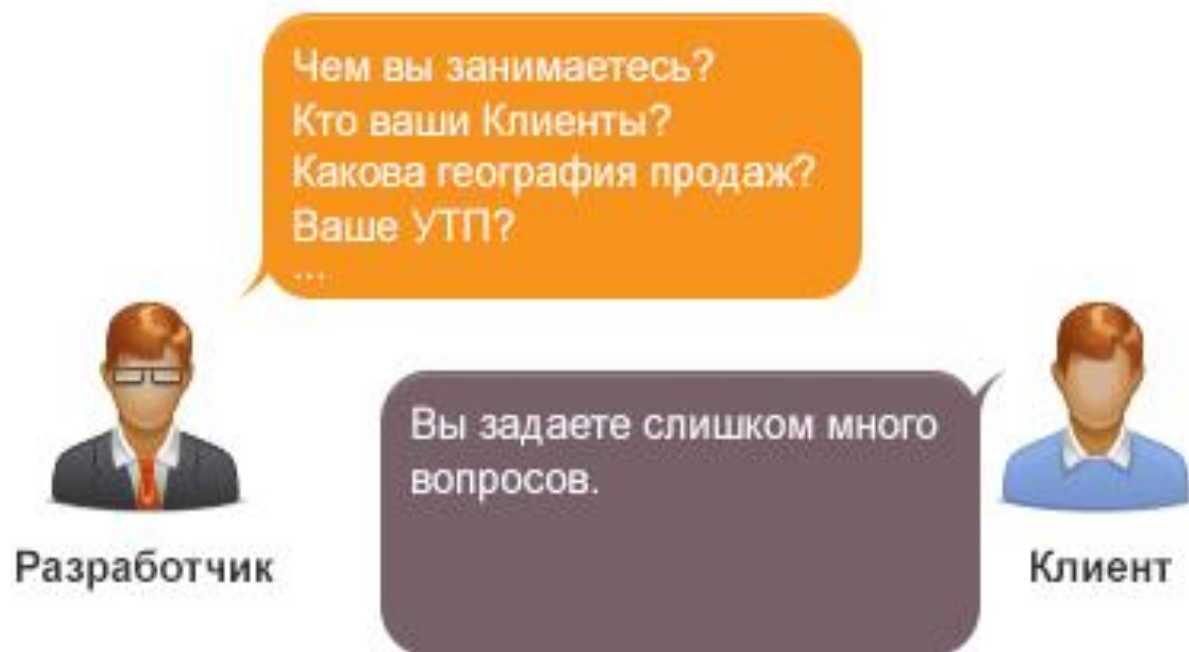 Чем вы занимаетесь?
Кто ваши Клиенты?
Какова география продаж?
Ваше УТП?
...
Вы задаете слишком много
вопросов.
Разработчик
Клиент